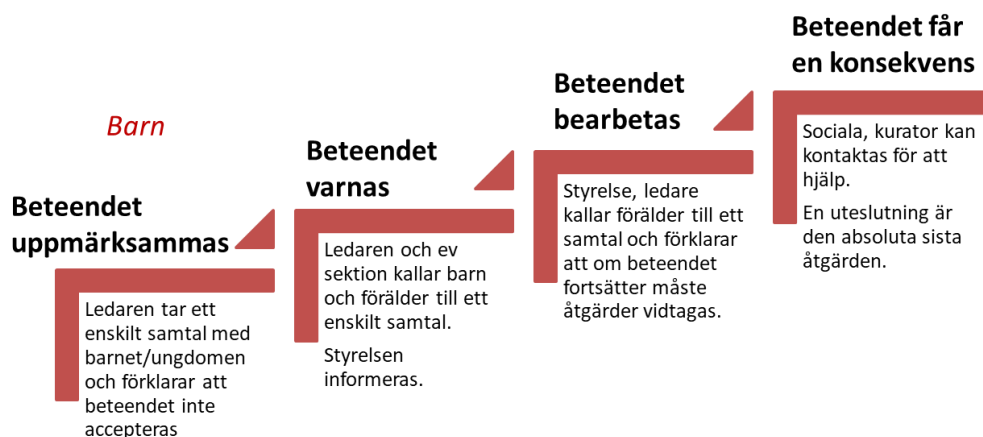 Barn
Beteendet
uppmärksammas
Ledaren tar ett
enskilt samtal med
barnet/ungdomen
och förklarar att
beteendet inte
accepteras
Beteendet
varnas
Ledaren och ev
sektion kallar barn
och förälder till ett
enskilt samtal.
Styrelsen
informeras.
Beteendet
bearbetas
Styrelse, ledare
kallar förälder till ett
samtal och förklarar
att om beteendet
fortsätter måste
åtgärder vidtagas.
Beteendet får
en konsekvens
Sociala, kurator kan
kontaktas för att
hjälp.
En uteslutning är
den absoluta sista
åtgärden.